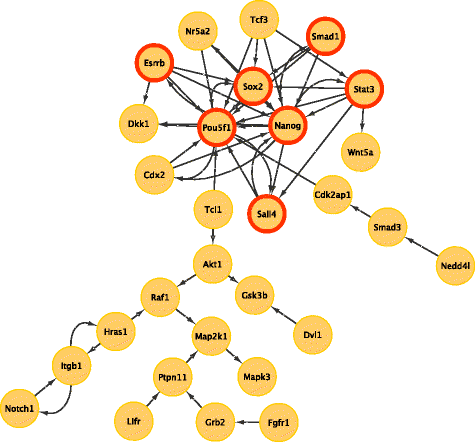 Tcf3
Nr5a2
Smad1
Esrrb
Sox2
Stat3
Dkk1
Pou5f1
Nanog
Wnt5a
Cdx2
Cdk2ap1
Tcl1
Sall4
Smad3
Akt1
Nedd4l
Raf1
Gsk3b
Hras1
Map2k1
Dvl1
Itgb1
Ptpn11
Mapk3
Notch1
Lifr
Grb2
Fgfr1